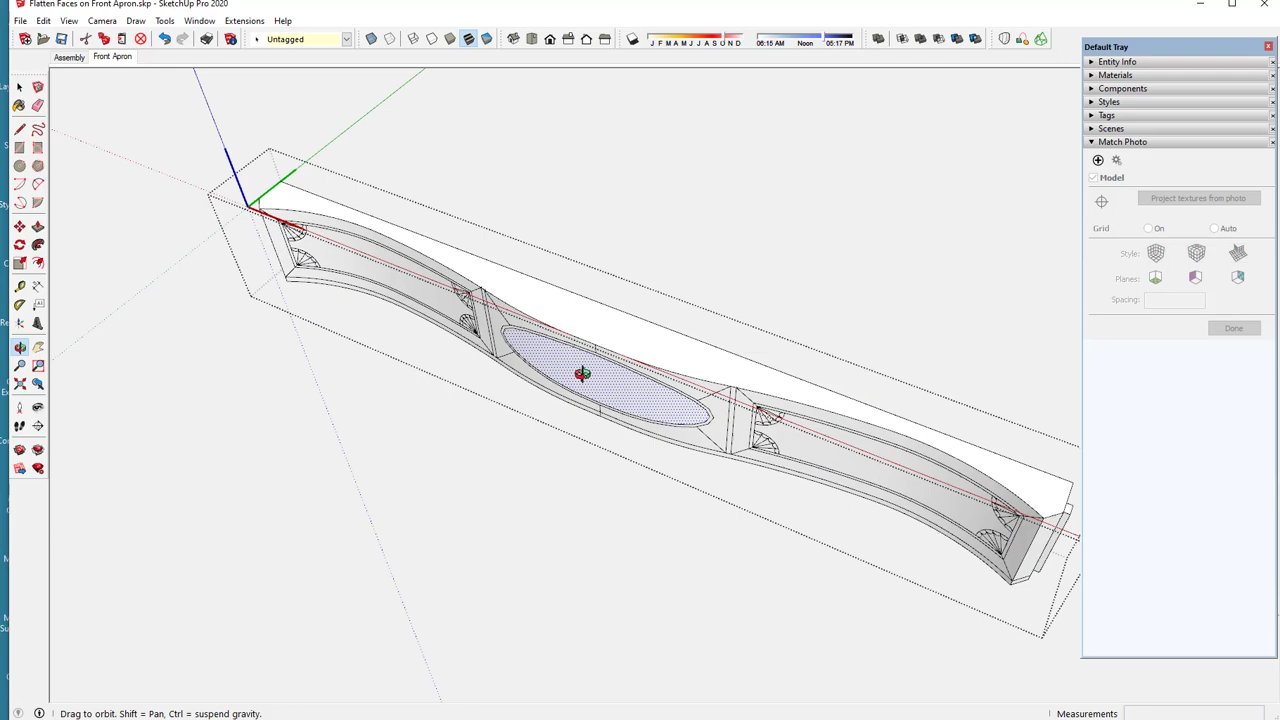 Flatten Faces on Front Apron.skp - SketchUp Pro 2020
File Edit View Camera Draw Tools Window Extensions Help
Untagged
J F M A M J J A S O N D
06:15 AM Noon 05:17 PM
Assembly Front Apron
Default Tray
Entity Info
Materials
Components
Styles
Tags
Scenes
Match Photo
Model
Project textures from photo
Grid On Auto
Style:
Planes:
Spacing:
Done
Drag to orbit. Shift = Pan, Ctrl = suspend gravity.
Measurements